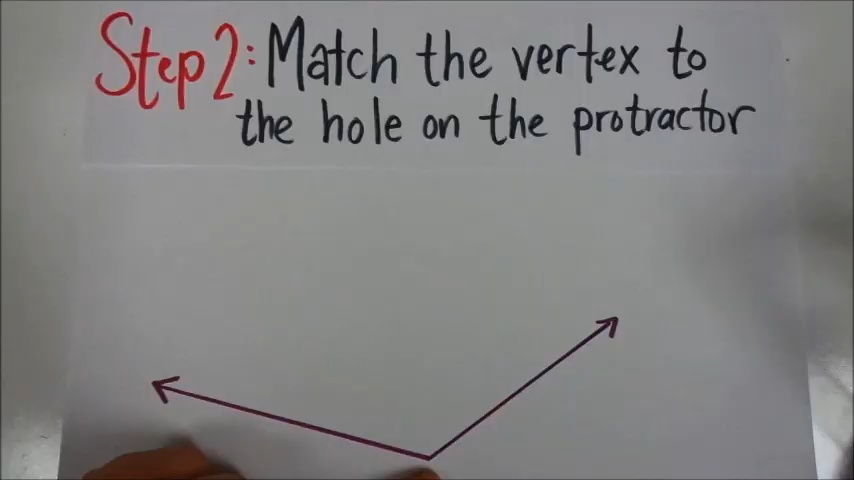 Step 2: Match the vertex to
the hole on the protractor